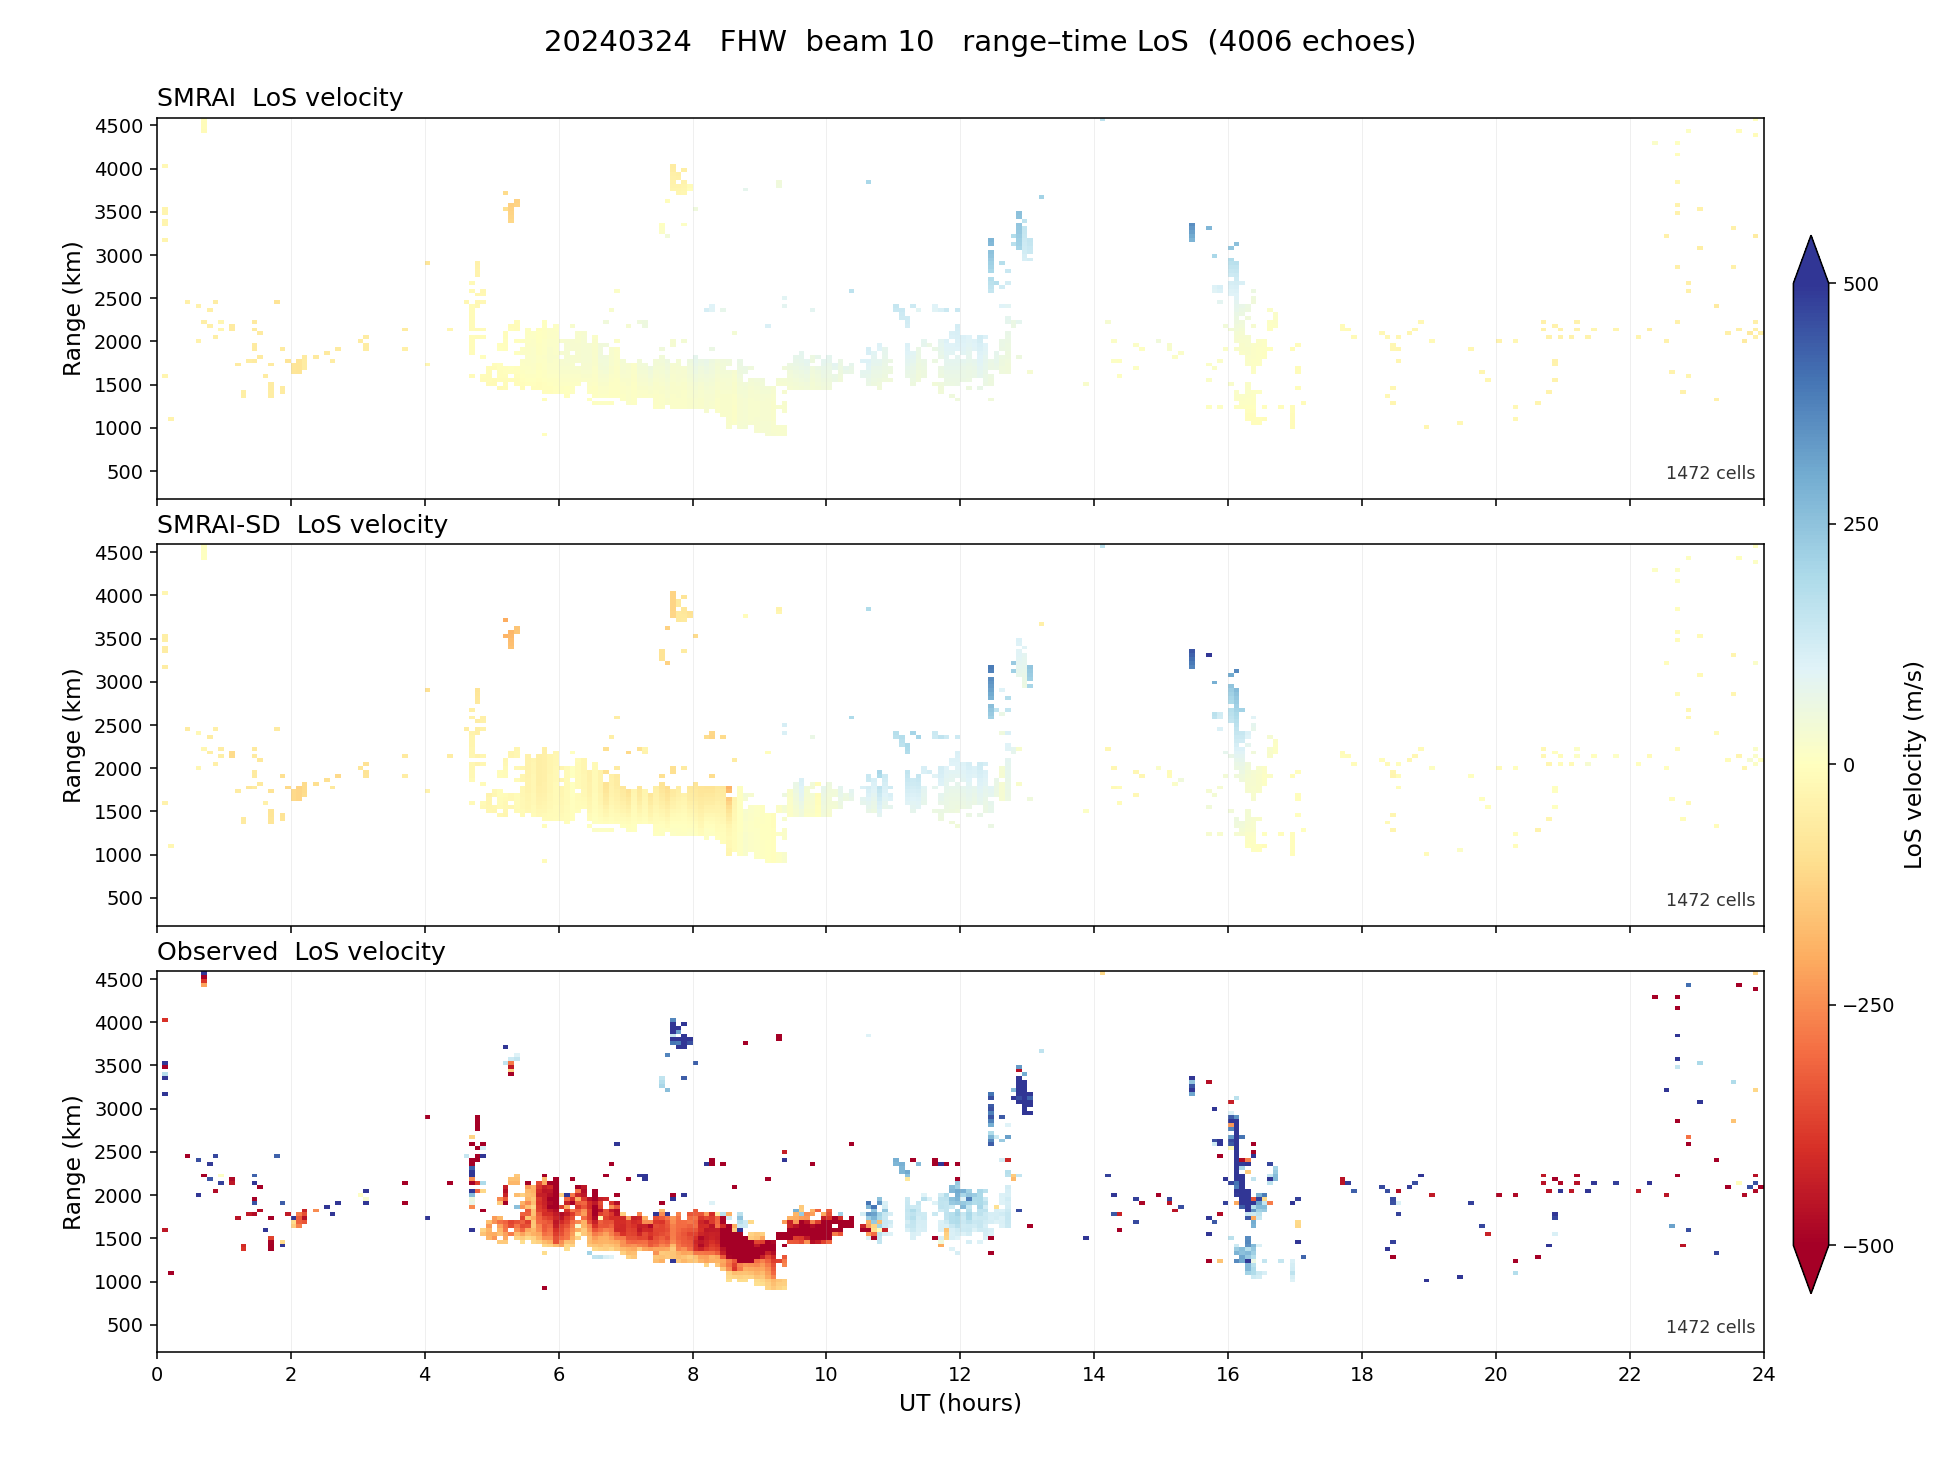 20240324   FHW  beam 10   range–time LoS  (4006 echoes)
SMRAI  LoS velocity
4500
4000
3500
3000
2500
2000
1500
1000
500
Range (km)
1472 cells
SMRAI-SD  LoS velocity
4500
4000
3500
3000
2500
2000
1500
1000
500
Range (km)
1472 cells
Observed  LoS velocity
4500
4000
3500
3000
2500
2000
1500
1000
500
Range (km)
1472 cells
0 2 4 6 8 10 12 14 16 18 20 22 24
UT (hours)
500
250
0
−250
−500
LoS velocity (m/s)